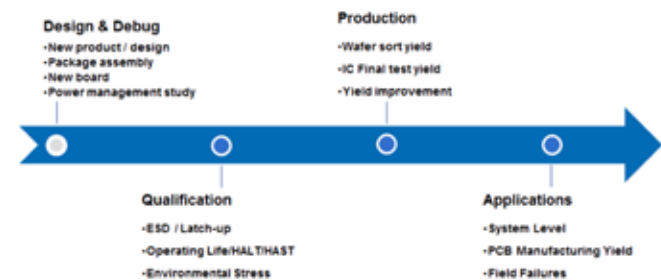 Design & Debug
•New product / design
•Package assembly
•New board
•Power management study
Production
•Wafer sort yield
•IC Final test yield
•Yield improvement
Qualification
•ESD / Latch-up
•Operating Life/HALT/HAST
•Environmental Stress
Applications
•System Level
•PCB Manufacturing Yield
•Field Failures